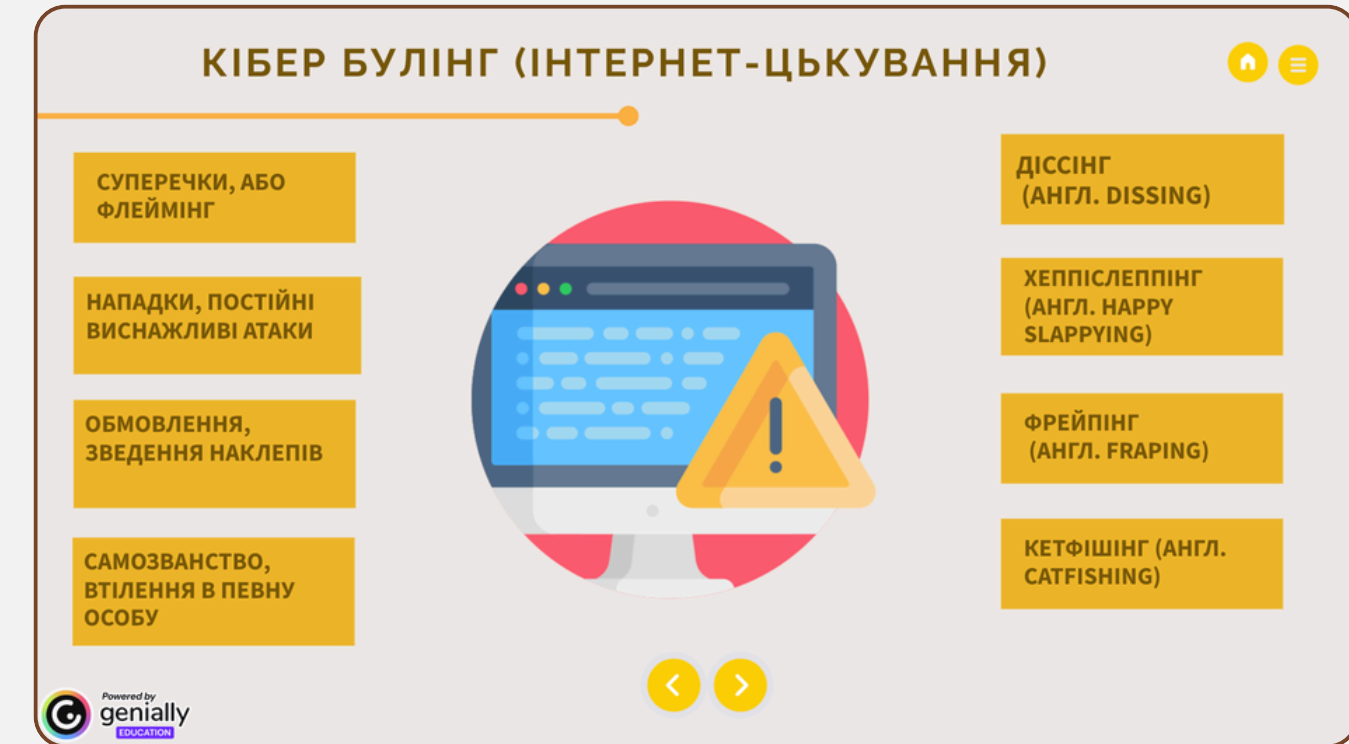 КІБЕР БУЛІНГ (ІНТЕРНЕТ-ЦЬКУВАННЯ)
СУПЕРЕЧКИ, АБО
ФЛЕЙМІНГ
НАПАДКИ, ПОСТІЙНІ
ВИСНАЖЛИВІ АТАКИ
ОБМОВЛЕННЯ,
ЗВЕДЕННЯ НАКЛЕПІВ
САМОЗВАНСТВО,
ВТІЛЕННЯ В ПЕВНУ
ОСОБУ
ДІССІНГ
(АНГЛ. DISSING)
ХЕППІСЛЕППІНГ
(АНГЛ. HAPPY
SLAPPYING)
ФРЕЙПІНГ
(АНГЛ. FRAPING)
КЕТФІШІНГ (АНГЛ.
CATFISHING)
Powered by
genially
EDUCATION